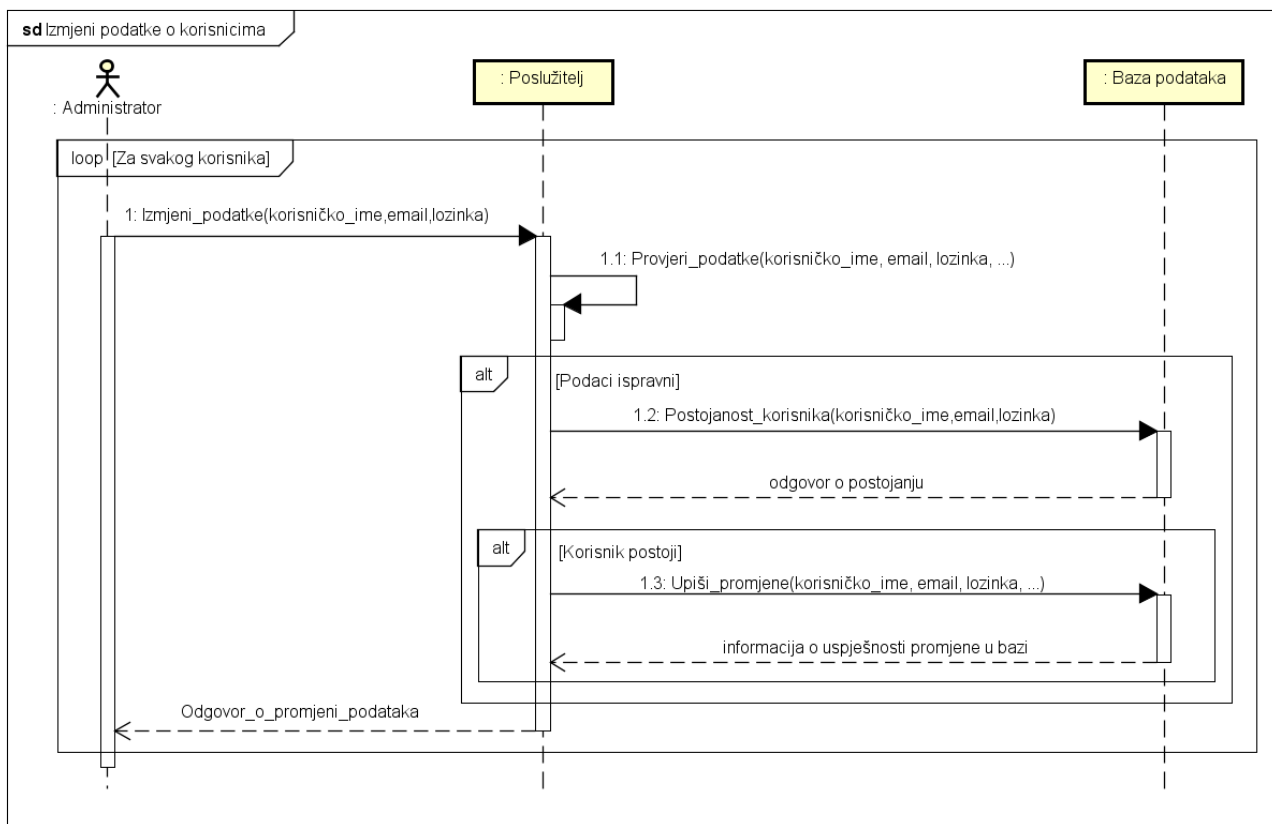 sd Izmjeni podatke o korisnicima
: Administrator
: Poslužitelj
: Baza podataka
loop [Za svakog korisnika]
1: Izmjeni_podatke(korisničko_ime,email,lozinka)
1.1: Provjeri_podatke(korisničko_ime, email, lozinka, ...)
alt [Podaci ispravni]
1.2: Postojanost_korisnika(korisničko_ime,email,lozinka)
odgovor o postojanju
alt [Korisnik postoji]
1.3: Upiši_promjene(korisničko_ime, email, lozinka, ...)
informacija o uspješnosti promjene u bazi
Odgovor_o_promjeni_podataka